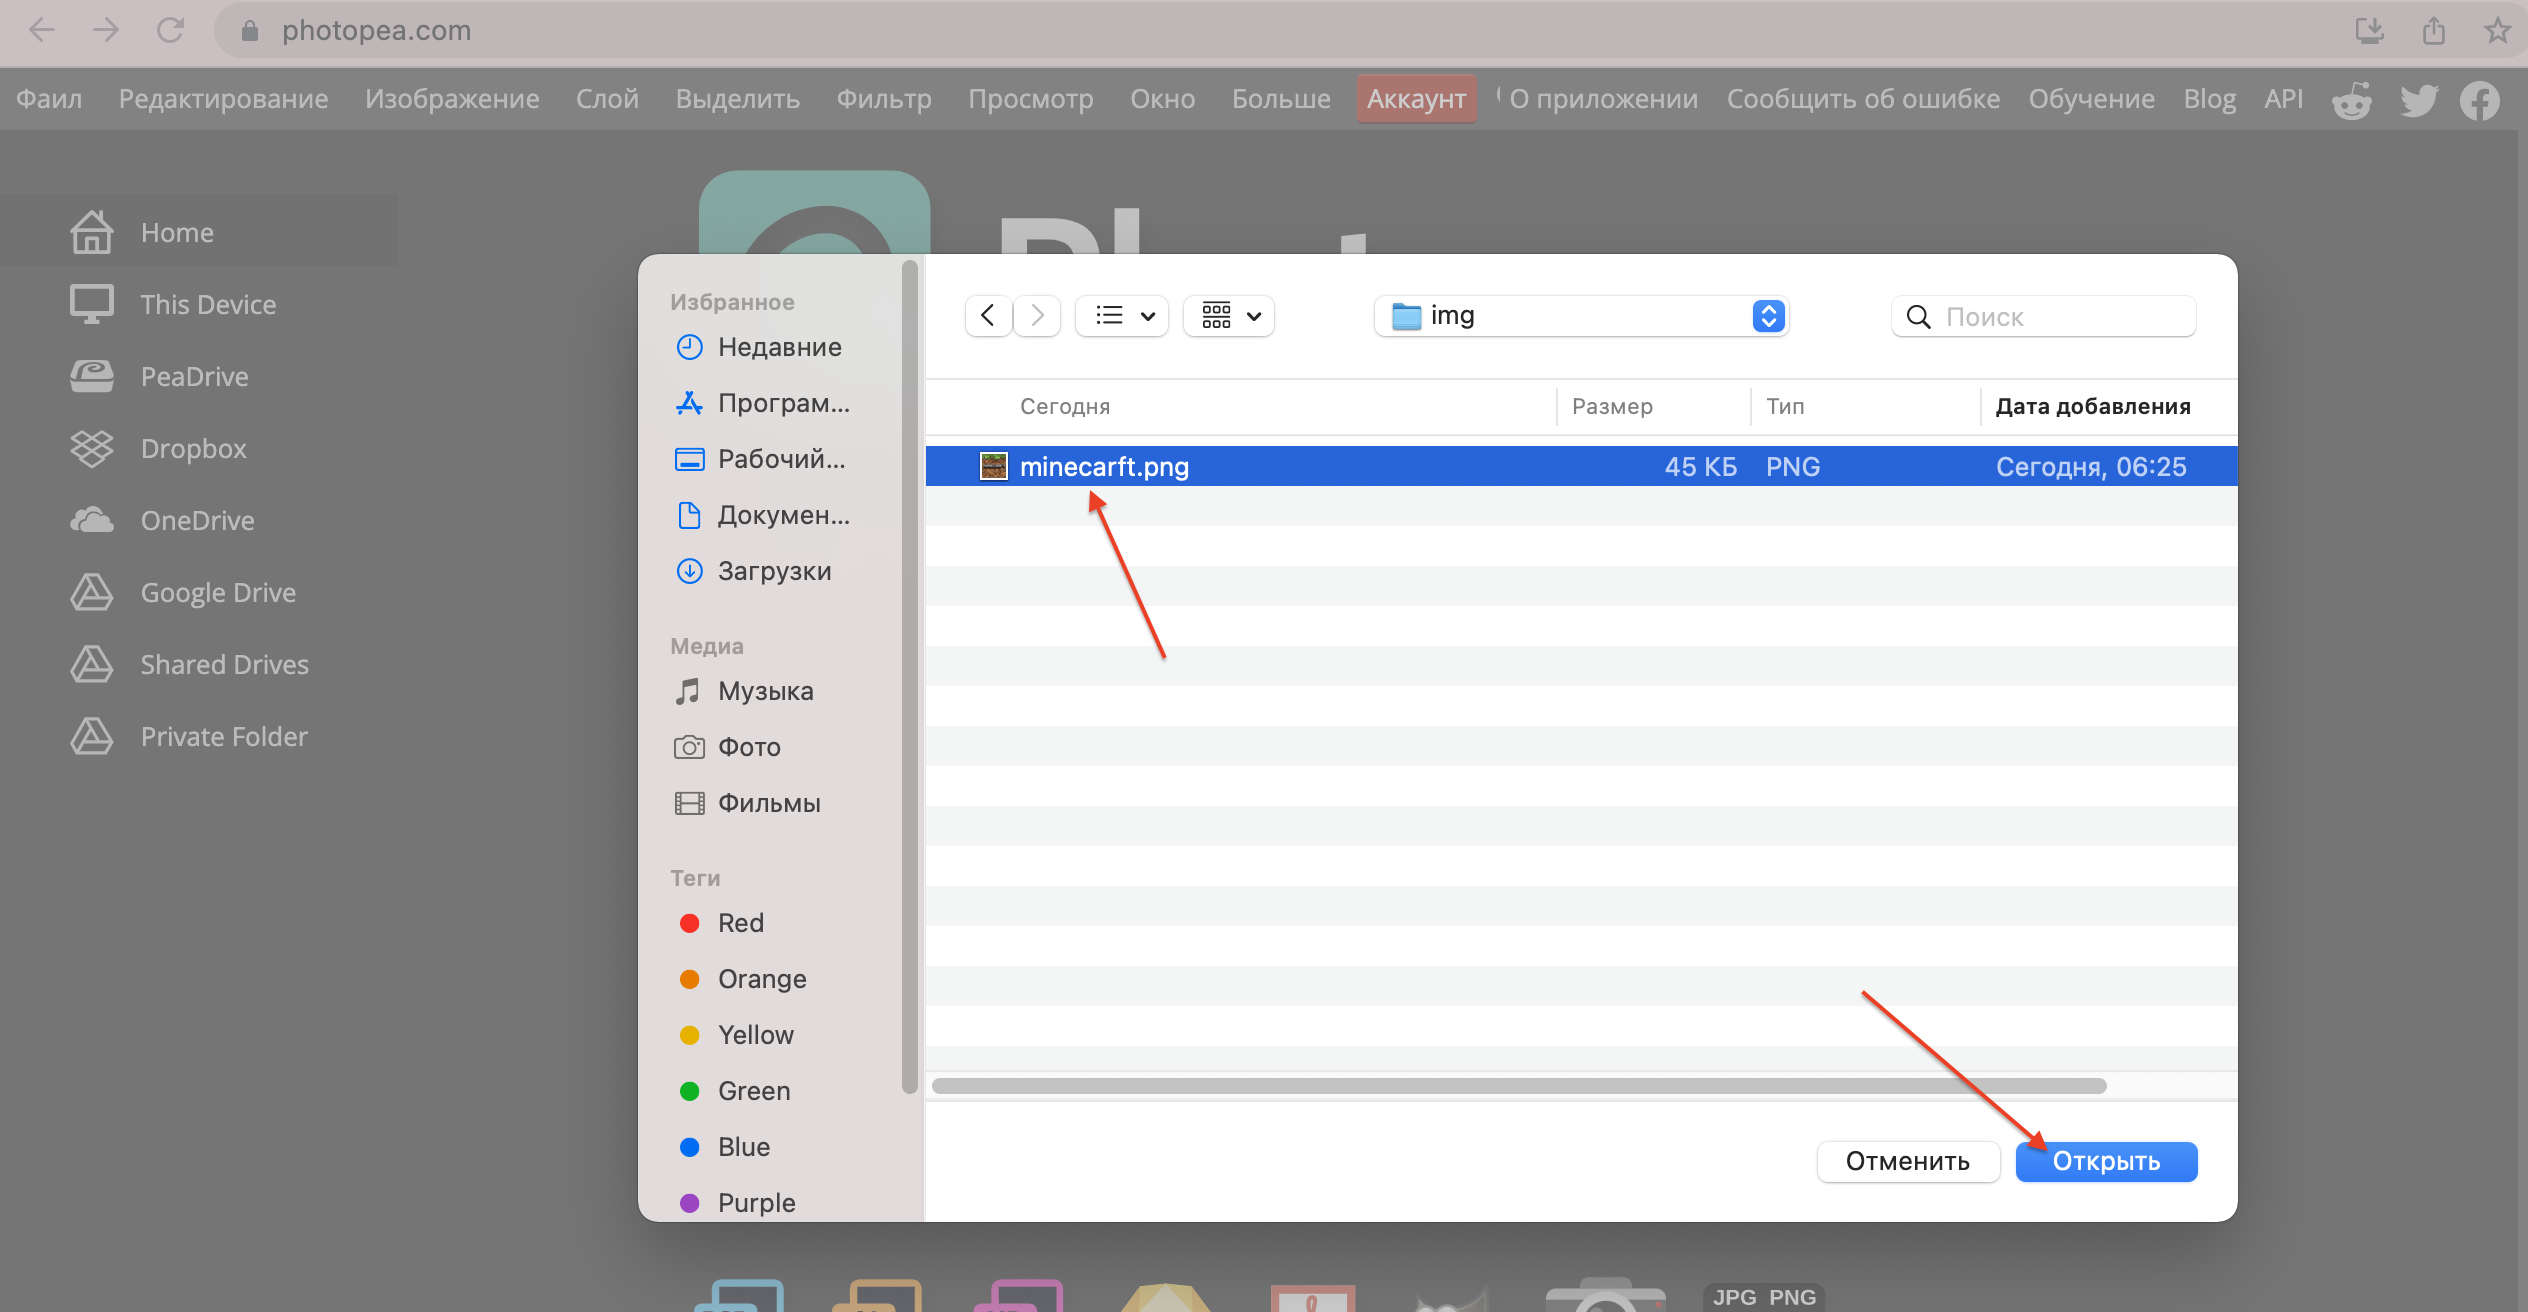 photopea.com
Фаил Редактирование Изображение Слой Выделить Фильтр Просмотр Окно Больше Аккаунт О приложении Сообщить об ошибке Обучение Blog API
Home
This Device
PeaDrive
Dropbox
OneDrive
Google Drive
Shared Drives
Private Folder
Избранное
Недавние
Програм...
Рабочий...
Докумен...
Загрузки
Медиа
Музыка
Фото
Фильмы
Теги
Red
Orange
Yellow
Green
Blue
Purple
img
Поиск
Сегодня Размер Тип Дата добавления
minecarft.png 45 КБ PNG Сегодня, 06:25
Отменить Открыть
JPG PNG